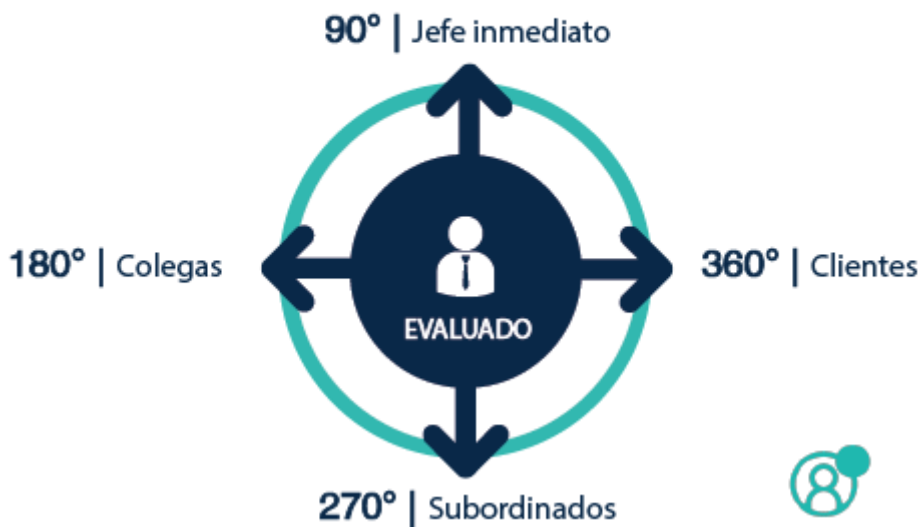 90° | Jefe inmediato
180° | Colegas
360° | Clientes
EVALUADO
270° | Subordinados